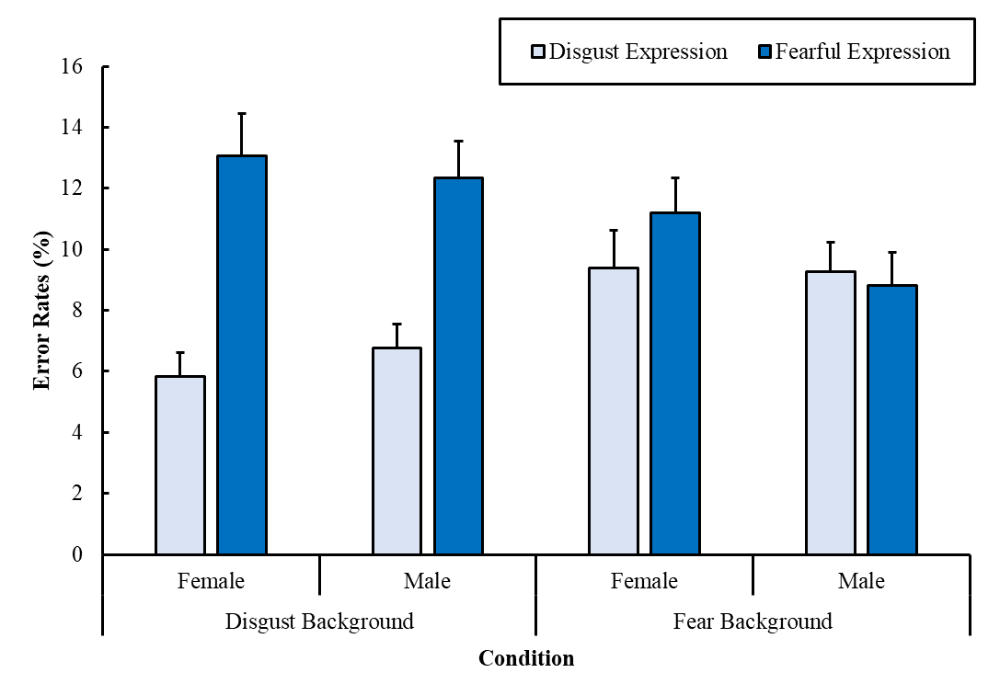 Disgust Expression Fearful Expression
16
14
12
10
8
6
4
2
0
Error Rates (%)
Female Male Female Male
Disgust Background Fear Background
Condition